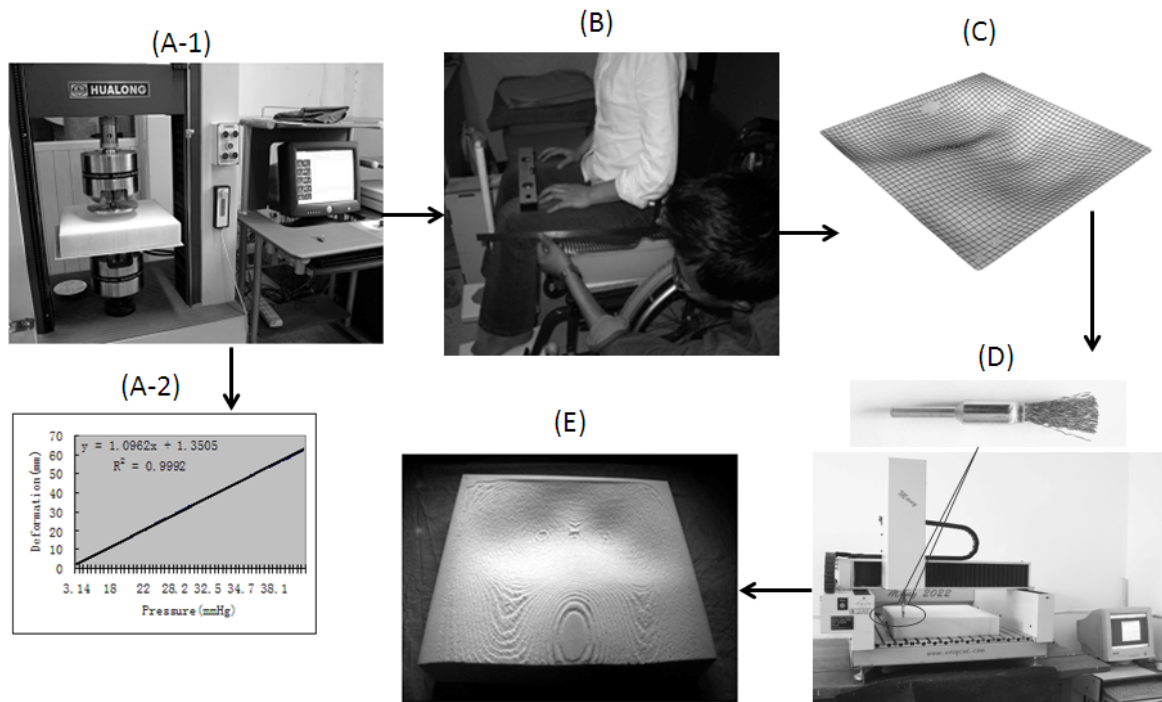 (A-1)
HUALONG
(B)
(C)
(A-2)
70
60
50
40
30
20
10
0
y = 1.0962x + 1.3505
R² = 0.9992
Deformation(mm)
3.14 18 22 28.2 32.5 34.7 38.1
Pressure(mmHg)
(D)
(E)
2022